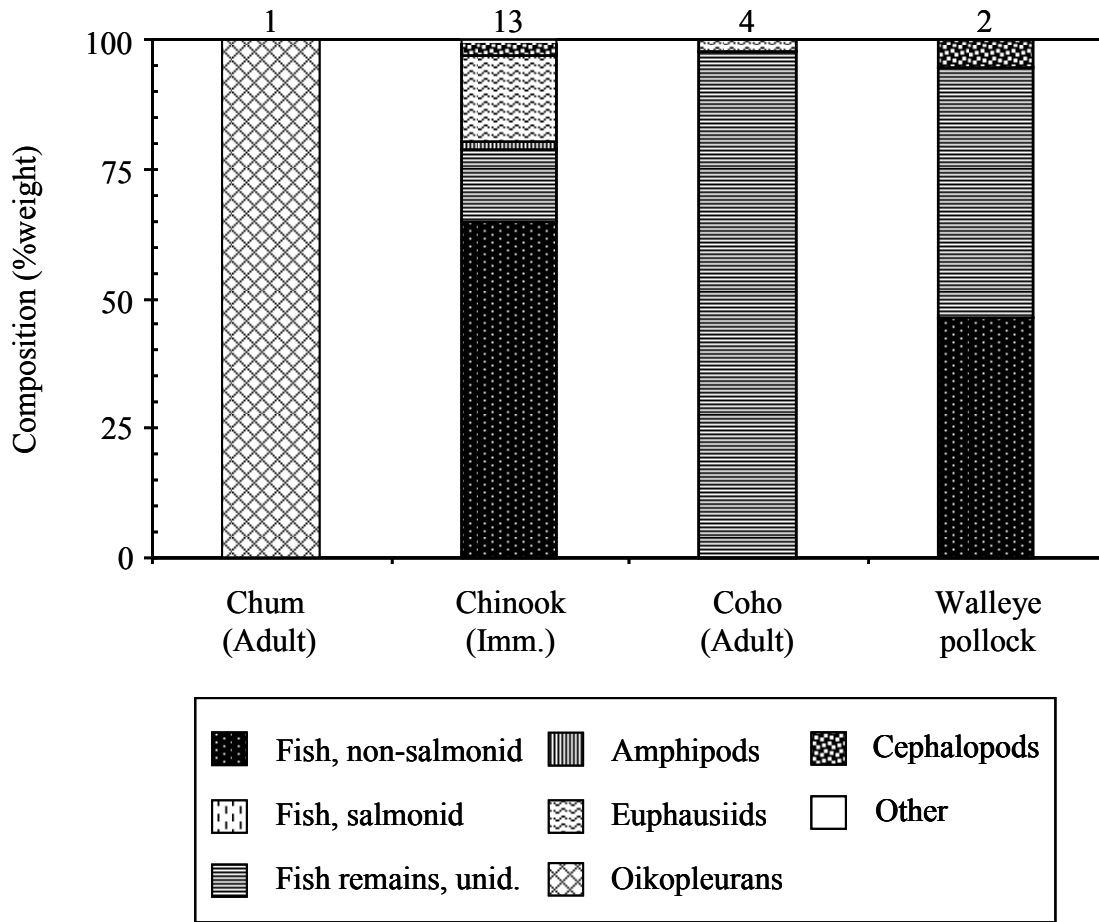 1 13 4 2
100
75
50
25
0
Composition (%weight)
Chum Chinook Coho Walleye
(Adult) (Imm.) (Adult) pollock
Fish, non-salmonid Amphipods Cephalopods
Fish, salmonid Euphausiids Other
Fish remains, unid. Oikopleurans